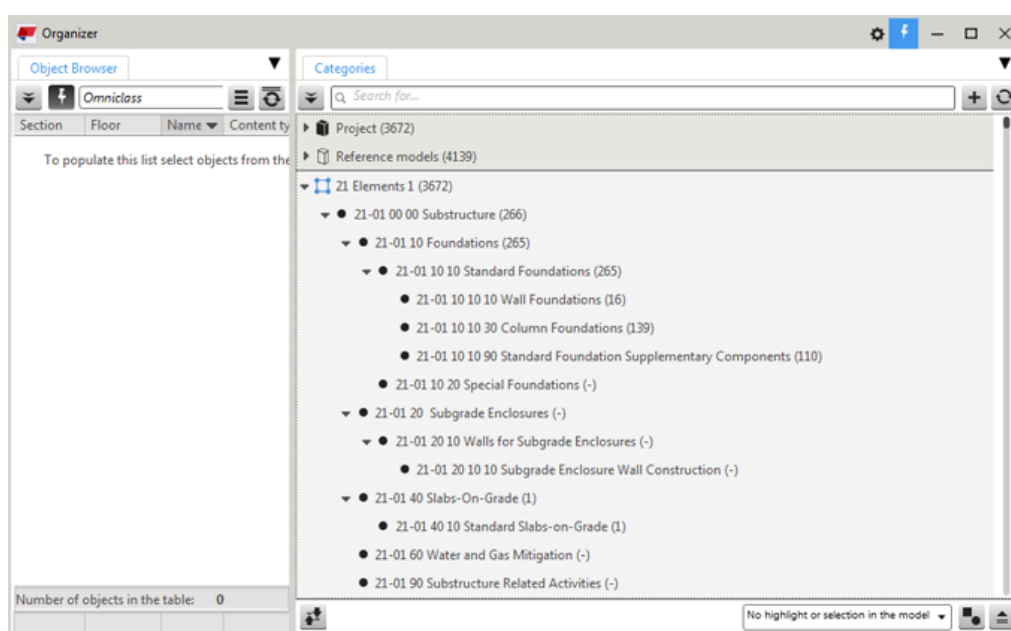 Organizer
Object Browser
Categories
Omniclass
Search for...
Section Floor Name Content ty
To populate this list select objects from the
Project (3672)
Reference models (4139)
21 Elements 1 (3672)
21-01 00 00 Substructure (266)
21-01 10 Foundations (265)
21-01 10 10 Standard Foundations (265)
21-01 10 10 10 Wall Foundations (16)
21-01 10 10 30 Column Foundations (139)
21-01 10 10 90 Standard Foundation Supplementary Components (110)
21-01 10 20 Special Foundations (-)
21-01 20 Subgrade Enclosures (-)
21-01 20 10 Walls for Subgrade Enclosures (-)
21-01 20 10 10 Subgrade Enclosure Wall Construction (-)
21-01 40 Slabs-On-Grade (1)
21-01 40 10 Standard Slabs-on-Grade (1)
21-01 60 Water and Gas Mitigation (-)
21-01 90 Substructure Related Activities (-)
Number of objects in the table: 0
No highlight or selection in the model